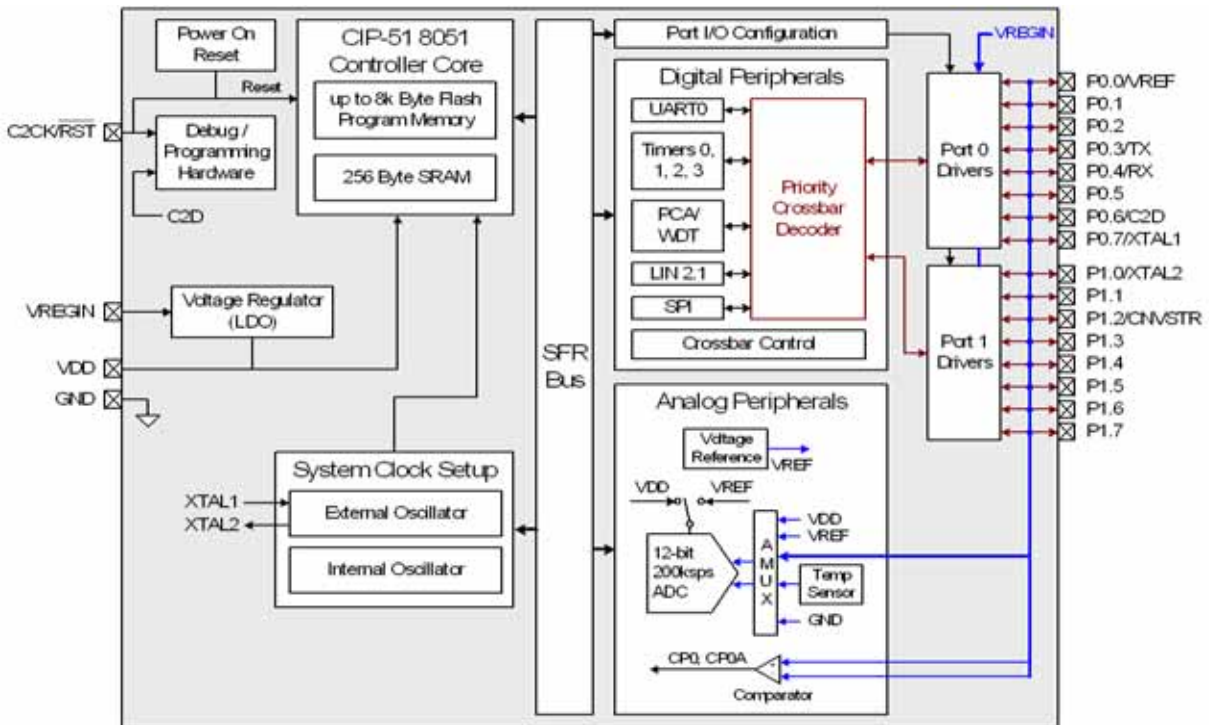 Power On
Reset
Reset
C2CK/RST
Debug /
Programming
Hardware
C2D
CIP-51 8051
Controller Core
up to 8k Byte Flash
Program Memory
256 Byte SRAM
VREGIN
Voltage Regulator
(LDO)
VDD
GND
System Clock Setup
XTAL1
XTAL2
External Oscillator
Internal Oscillator
SFR
Bus
Port I/O Configuration
Digital Peripherals
UART0
Timers 0,
1, 2, 3
PCA/
WDT
LIN 2.1
SPI
Priority
Crossbar
Decoder
Crossbar Control
Analog Peripherals
Voltage
Reference
VREF
VDD
VREF
12-bit
200ksps
ADC
A
M
U
X
VDD
VREF
Temp
Sensor
GND
CP0, CP0A
+
-
Comparator
VREGIN
Port 0
Drivers
Port 1
Drivers
P0.0/VREF
P0.1
P0.2
P0.3/TX
P0.4/RX
P0.5
P0.6/C2D
P0.7/XTAL1
P1.0/XTAL2
P1.1
P1.2/CNVSTR
P1.3
P1.4
P1.5
P1.6
P1.7